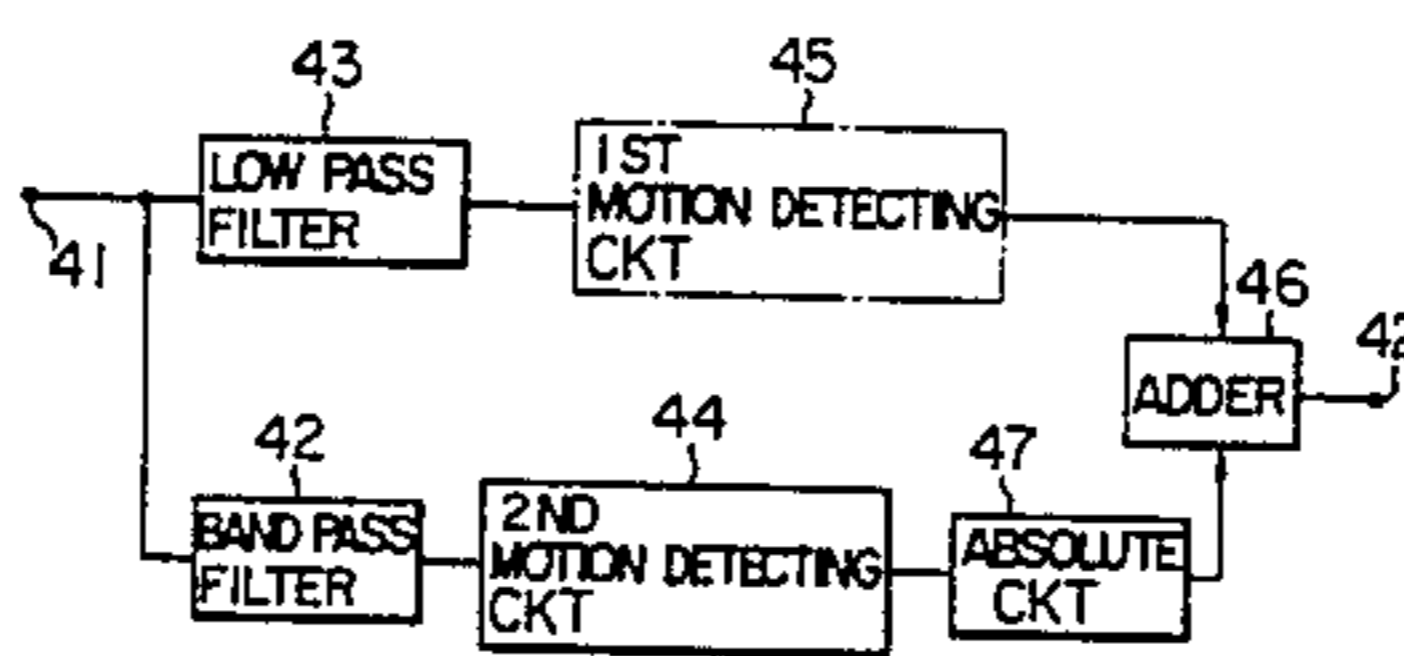 43
45
LOW PASS
FILTER
1ST
MOTION DETECTING
CKT
41
46
ADDER
42
42
BAND PASS
FILTER
44
2ND
MOTION DETECTING
CKT
47
ABSOLUTE
CKT